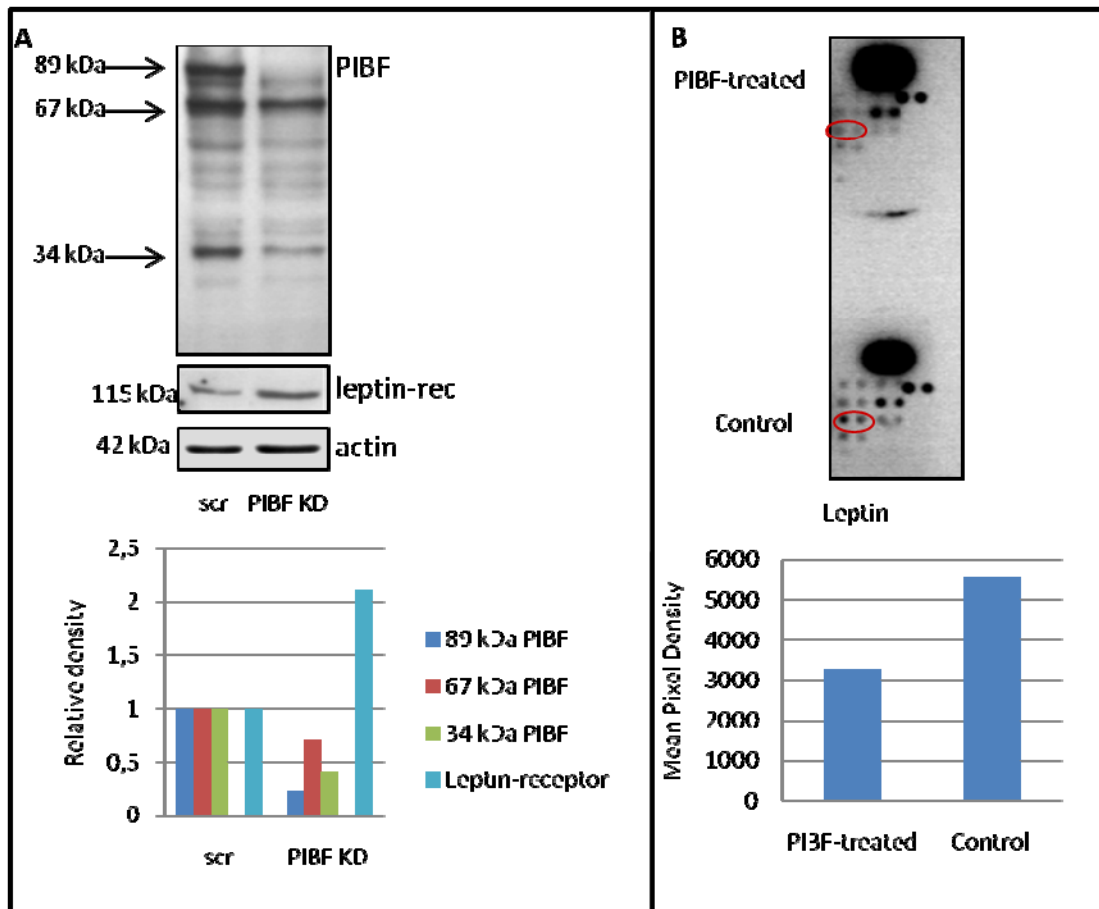 A
89 kDa
PIBF
67 kDa
34 kDa
115 kDa
leptin-rec
42 kDa
actin
scr PIBF KD
2,5
2
1,5
1
0,5
0
Relative density
scr PIBF KD
89 kDa PIBF
67 kDa PIBF
34 kDa PIBF
Leptin-receptor
B
PIBF-treated
Control
Leptin
6000
5000
4000
3000
2000
1000
0
Mean Pixel Density
PIBF-treated Control